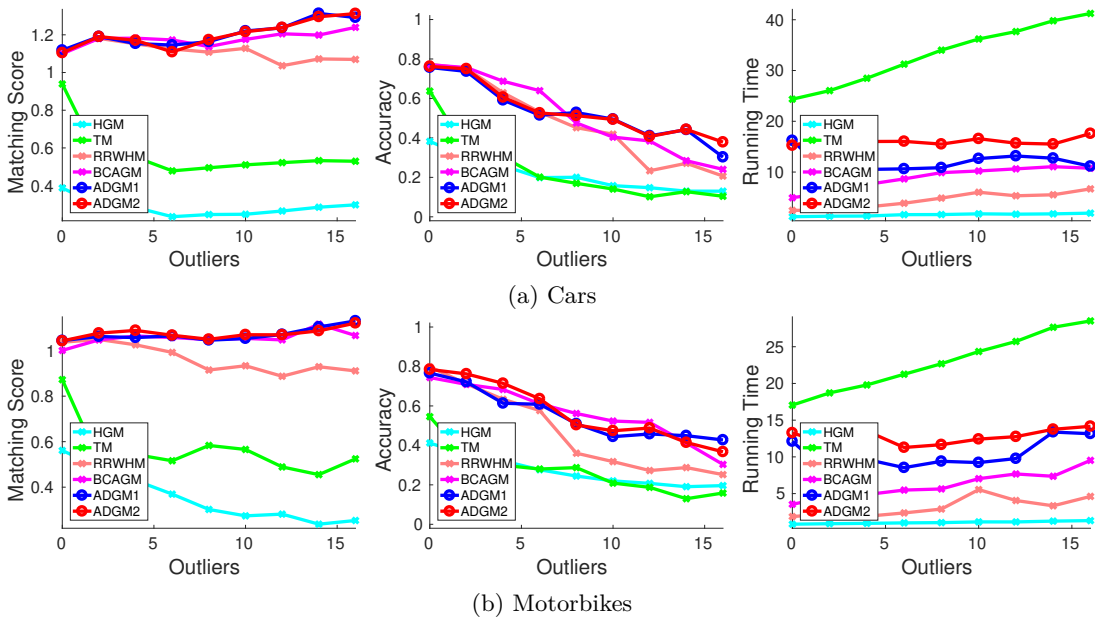 Matching Score
1.2
1
0.8
0.6
0.4
HGM
TM
RRWHM
BCAGM
ADGM1
ADGM2
0 5 10 15
Outliers
Accuracy
1
0.8
0.6
0.4
0.2
0
HGM
TM
RRWHM
BCAGM
ADGM1
ADGM2
0 5 10 15
Outliers
Running Time
40
30
20
10
HGM
TM
RRWHM
BCAGM
ADGM1
ADGM2
0 5 10 15
Outliers
(a) Cars
Matching Score
1
0.8
0.6
0.4
HGM
TM
RRWHM
BCAGM
ADGM1
ADGM2
0 5 10 15
Outliers
Accuracy
1
0.8
0.6
0.4
0.2
0
HGM
TM
RRWHM
BCAGM
ADGM1
ADGM2
0 5 10 15
Outliers
Running Time
25
20
15
10
5
HGM
TM
RRWHM
BCAGM
ADGM1
ADGM2
0 5 10 15
Outliers
(b) Motorbikes